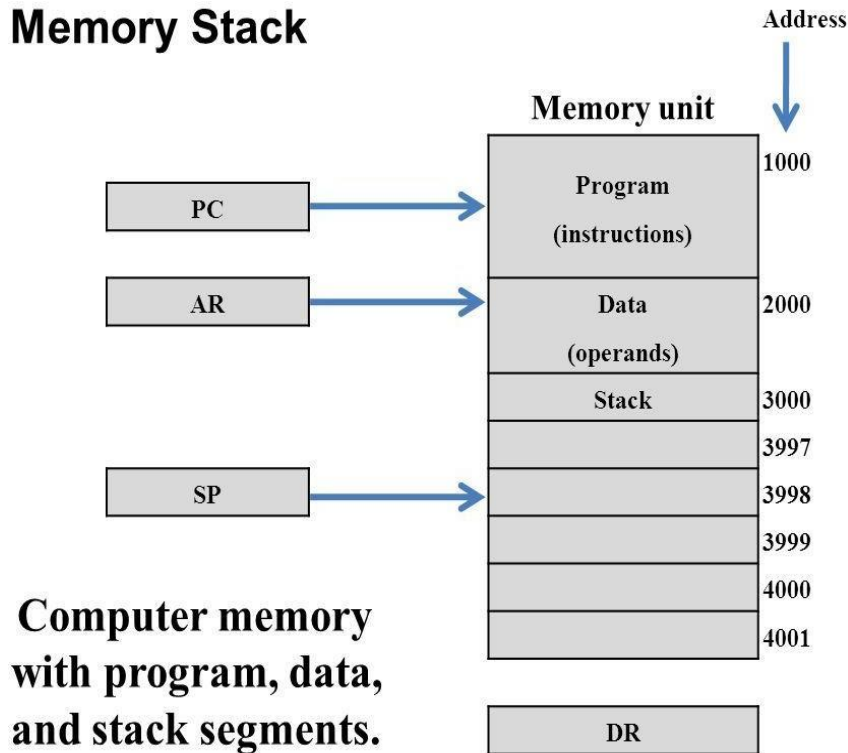 Memory Stack
Address
Memory unit
1000
Program
(instructions)
PC
AR
Data
2000
(operands)
Stack
3000
3997
SP
3998
3999
4000
4001
Computer memory
with program, data,
and stack segments.
DR